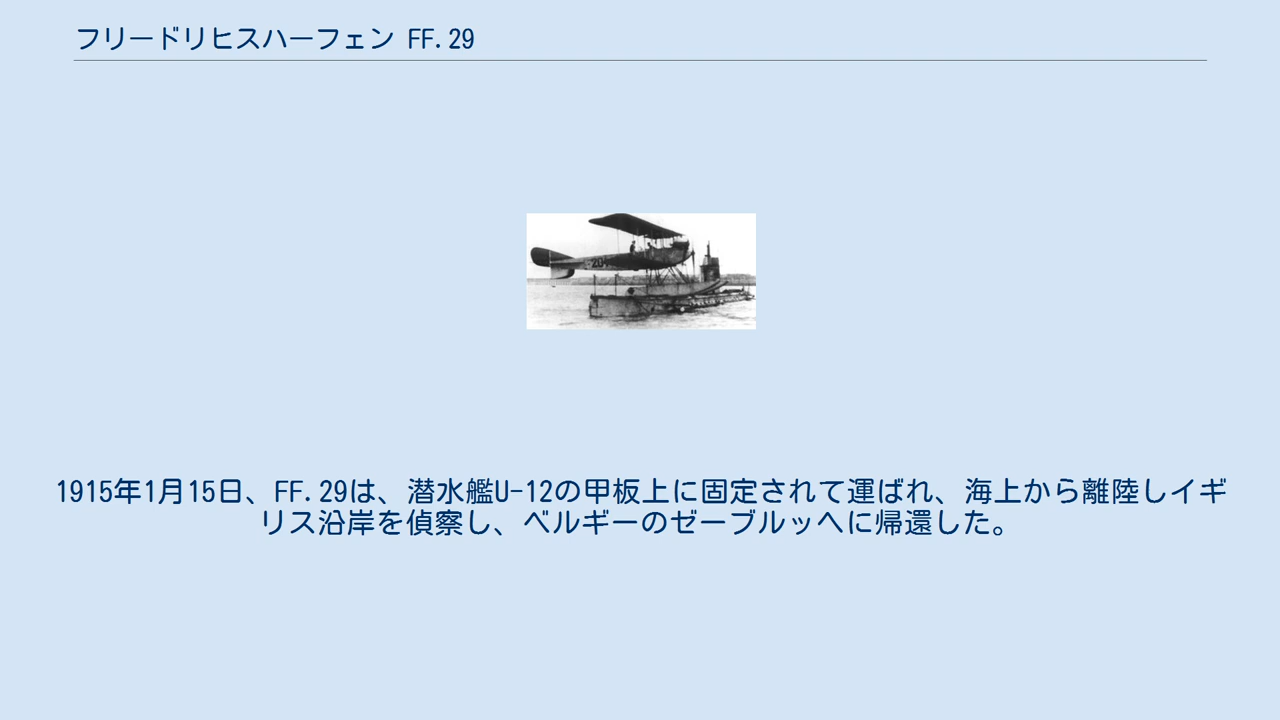 フリードリヒスハーフェン FF.29
1915年1月15日、FF.29は、潜水艦U-12の甲板上に固定されて運ばれ、海上から離陸しイギ
リス沿岸を偵察し、ベルギーのゼーブルッヘに帰還した。